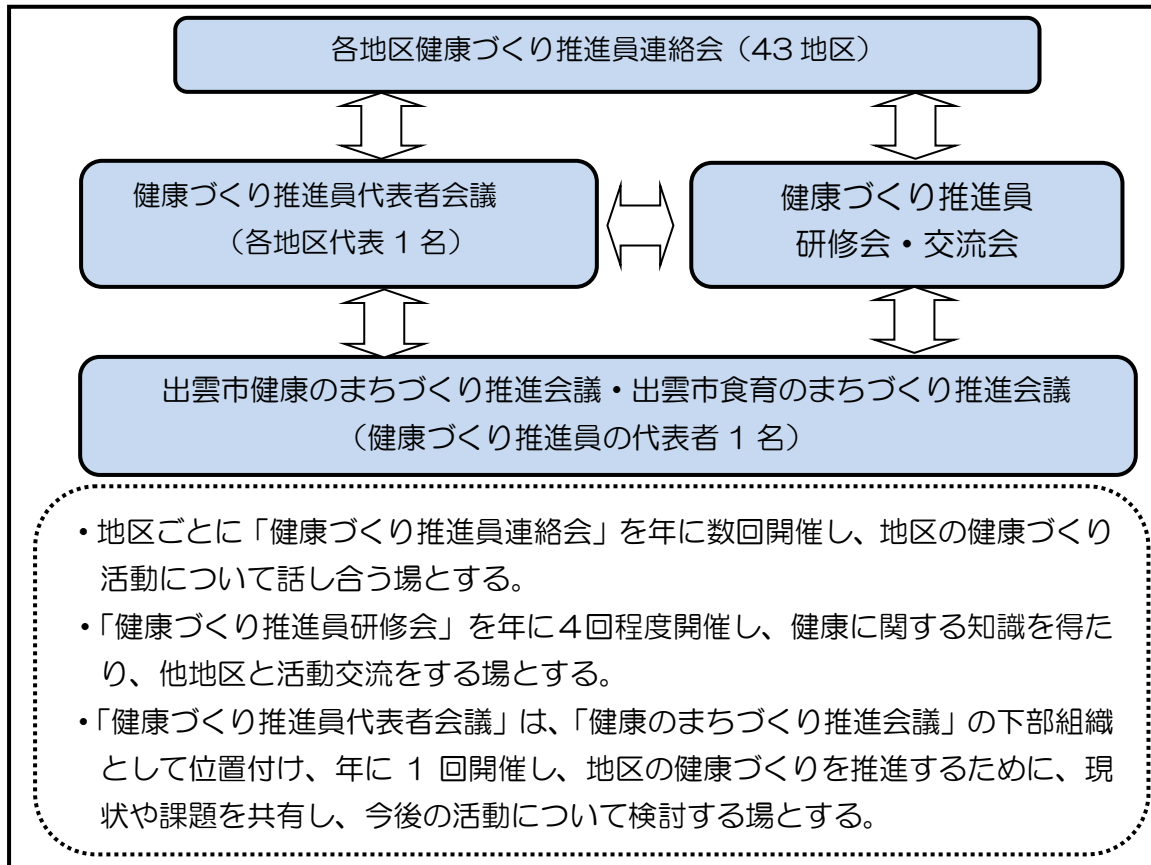 各地区健康づくり推進員連絡会（43地区）
健康づくり推進員代表者会議
（各地区代表１名）
健康づくり推進員
研修会・交流会
出雲市健康のまちづくり推進会議・出雲市食育のまちづくり推進会議
（健康づくり推進員の代表者１名）
・地区ごとに「健康づくり推進員連絡会」を年に数回開催し、地区の健康づくり
活動について話し合う場とする。
・「健康づくり推進員研修会」を年に４回程度開催し、健康に関する知識を得た
り、他地区と活動交流をする場とする。
・「健康づくり推進員代表者会議」は、「健康のまちづくり推進会議」の下部組織
として位置付け、年に１回開催し、地区の健康づくりを推進するために、現
状や課題を共有し、今後の活動について検討する場とする。